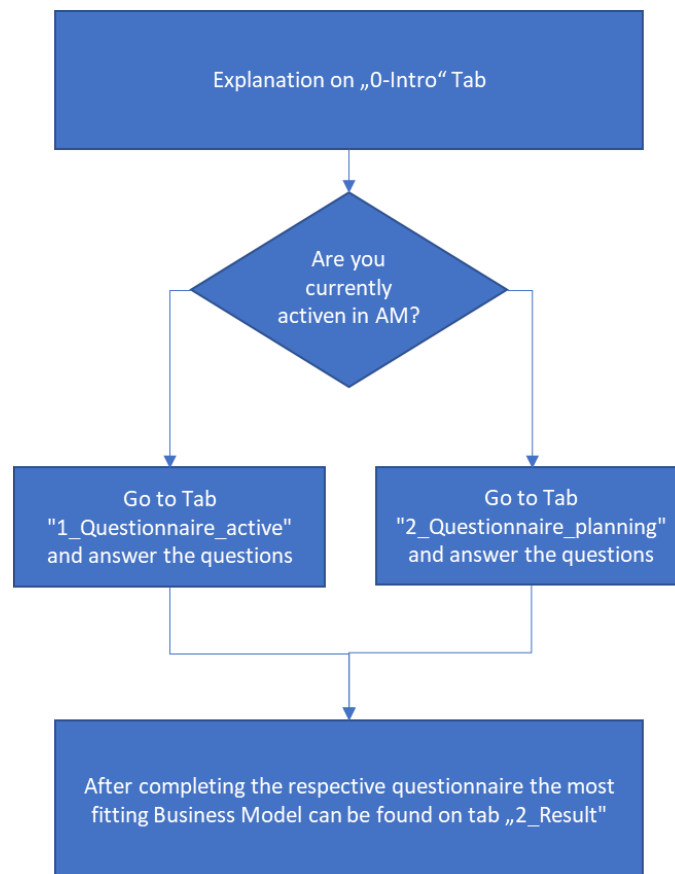 Explanation on „0-Intro“ Tab
Are you
currently
activen in AM?
Go to Tab
"1_Questionnaire_active"
and answer the questions
Go to Tab
"2_Questionnaire_planning"
and answer the questions
After completing the respective questionnaire the most
fitting Business Model can be found on tab „2_Result"